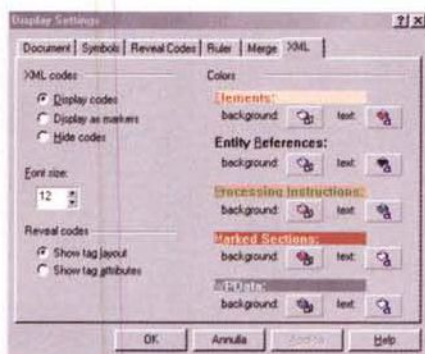 Display Settings
Document Symbols Reveal Codes Ruler Merge XML
XML codes
Display codes
Display as markers
Hide codes
Font size:
12
Reveal codes
Show tag layout
Show tag attributes
Colors
Elements:
background: text:
Entity References:
background: text:
Processing Instructions:
background: text:
Marked Sections:
background: text:
WP Data:
background: text:
OK Annulla Help